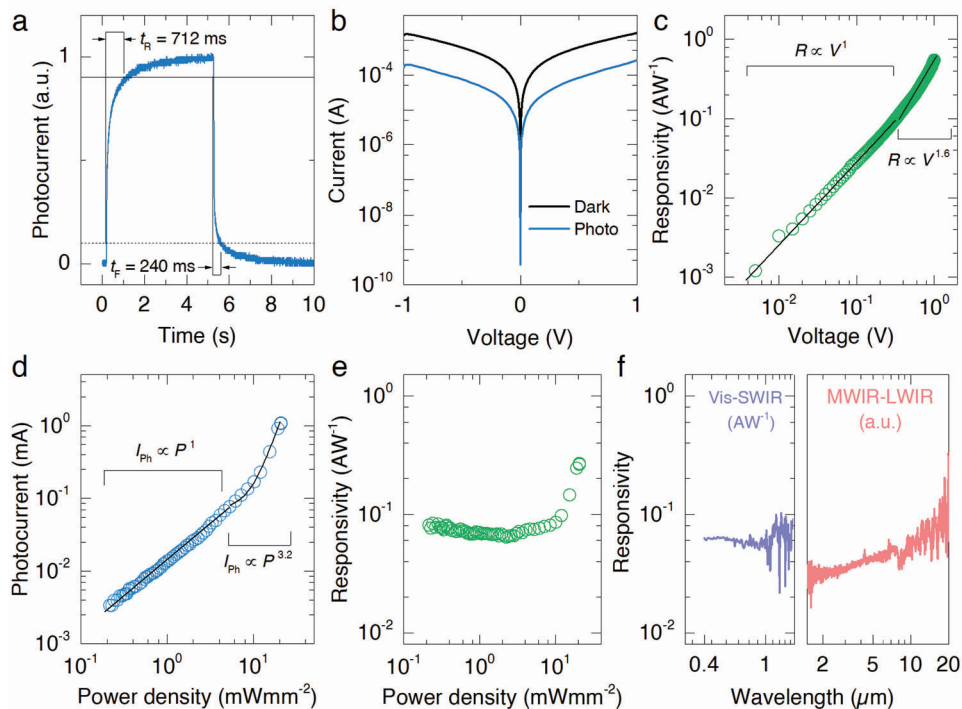 a
t_R = 712 ms
t_F = 240 ms
Photocurrent (a.u.)
1
0
0 2 4 6 8 10
Time (s)
b
Current (A)
10^-4
10^-6
10^-8
10^-10
Dark
Photo
-1 0 1
Voltage (V)
c
Responsivity (AW^-1)
10^0
10^-1
10^-2
10^-3
R ∝ V^1
R ∝ V^1.6
10^-2 10^-1 10^0
Voltage (V)
d
Photocurrent (mA)
10^0
10^-1
10^-2
10^-3
I_Ph ∝ P^1
I_Ph ∝ P^3.2
10^-1 10^0 10^1
Power density (mWmm^-2)
e
Responsivity (AW^-1)
10^0
10^-1
10^-2
10^-1 10^0 10^1
Power density (mWmm^-2)
f
Responsivity
10^0
10^-1
10^-2
Vis-SWIR
(AW^-1)
MWIR-LWIR
(a.u.)
0.4 1 2 5 10 20
Wavelength (μm)